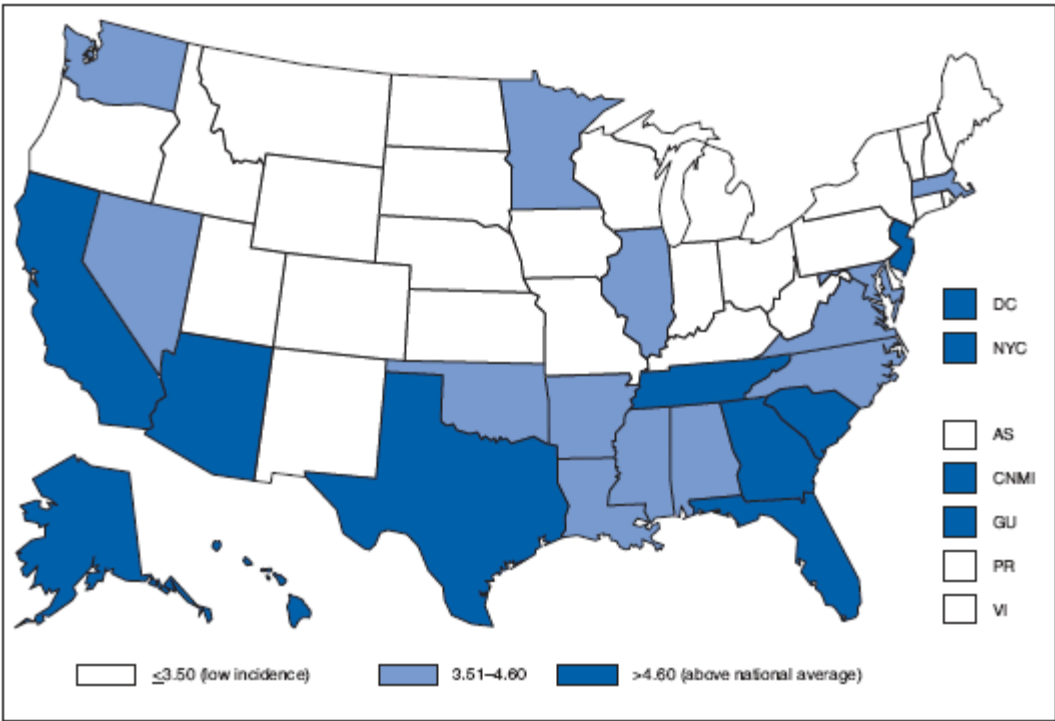 DC
NYC
AS
CNMI
GU
PR
VI
≤3.50 (low incidence) 3.51–4.60 >4.60 (above national average)